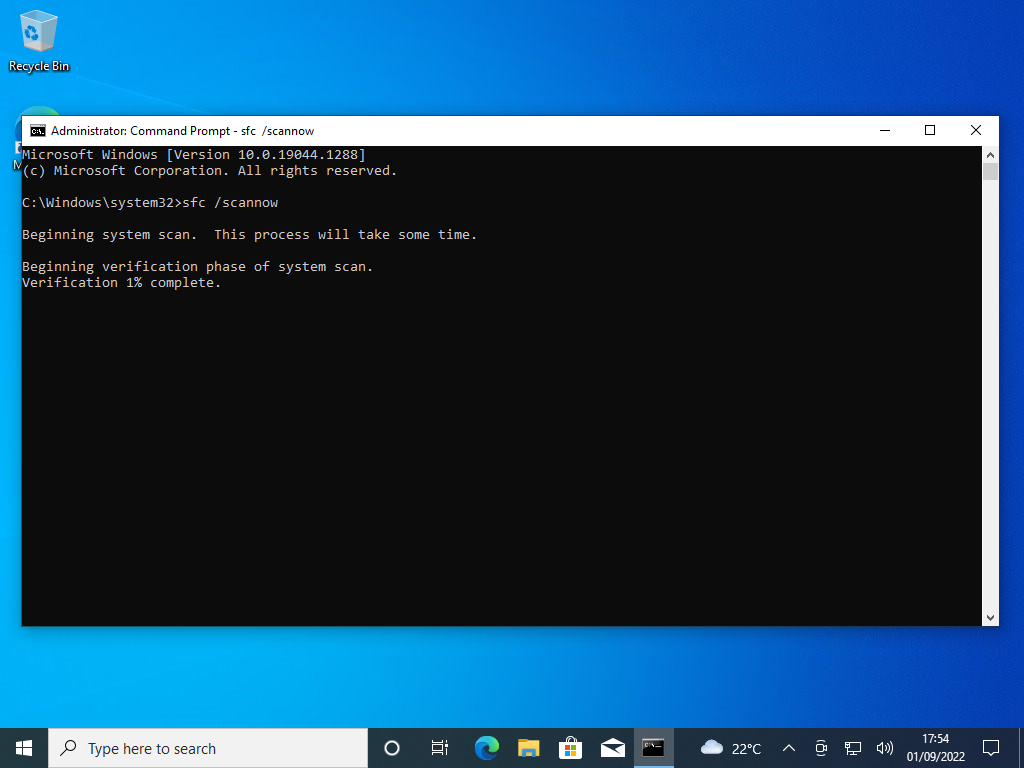 Recycle Bin
Administrator: Command Prompt - sfc  /scannow
Microsoft Windows [Version 10.0.19044.1288]
(c) Microsoft Corporation. All rights reserved.
C:\Windows\system32>sfc /scannow
Beginning system scan.  This process will take some time.
Beginning verification phase of system scan.
Verification 1% complete.
Type here to search
22°C
17:54
01/09/2022